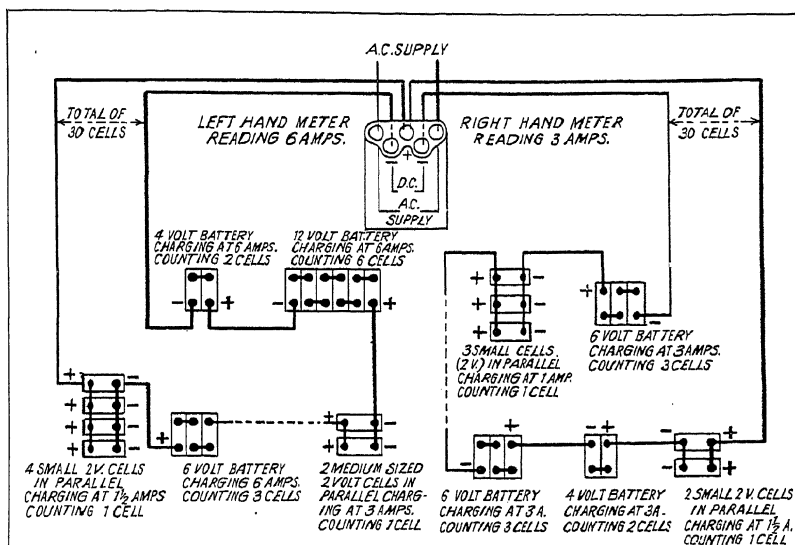 A.C. SUPPLY
TOTAL OF
30 CELLS
LEFT HAND METER
READING 6 AMPS.
RIGHT HAND METER
READING 3 AMPS.
TOTAL OF
30 CELLS
− + −
D.C.
A.C.
SUPPLY
4 VOLT BATTERY
CHARGING AT 6 AMPS.
COUNTING 2 CELLS
12 VOLT BATTERY
CHARGING AT 6 AMPS.
COUNTING 6 CELLS
− +
− +
+ −
+ −
+ −
3 SMALL CELLS
(2 V.) IN PARALLEL
CHARGING AT 1 AMP.
COUNTING 1 CELL
+ −
6 VOLT BATTERY
CHARGING AT 3 AMPS.
COUNTING 3 CELLS
+ −
+ −
+ −
+ −
4 SMALL 2V. CELLS
IN PARALLEL
CHARGING AT 1½ AMPS
COUNTING 1 CELL
+ −
6 VOLT BATTERY
CHARGING 6 AMPS.
COUNTING 3 CELLS
+ −
+ −
2 MEDIUM SIZED
2 VOLT CELLS IN
PARALLEL CHARG-
ING AT 3 AMPS.
COUNTING 1 CELL
− +
6 VOLT BATTERY
CHARGING AT 3 A.
COUNTING 3 CELLS
− +
4 VOLT BATTERY
CHARGING AT 3A.
COUNTING 2 CELLS
− +
− +
2 SMALL 2 V. CELLS
IN PARALLEL
CHARGING AT 1½ A.
COUNTING 1 CELL